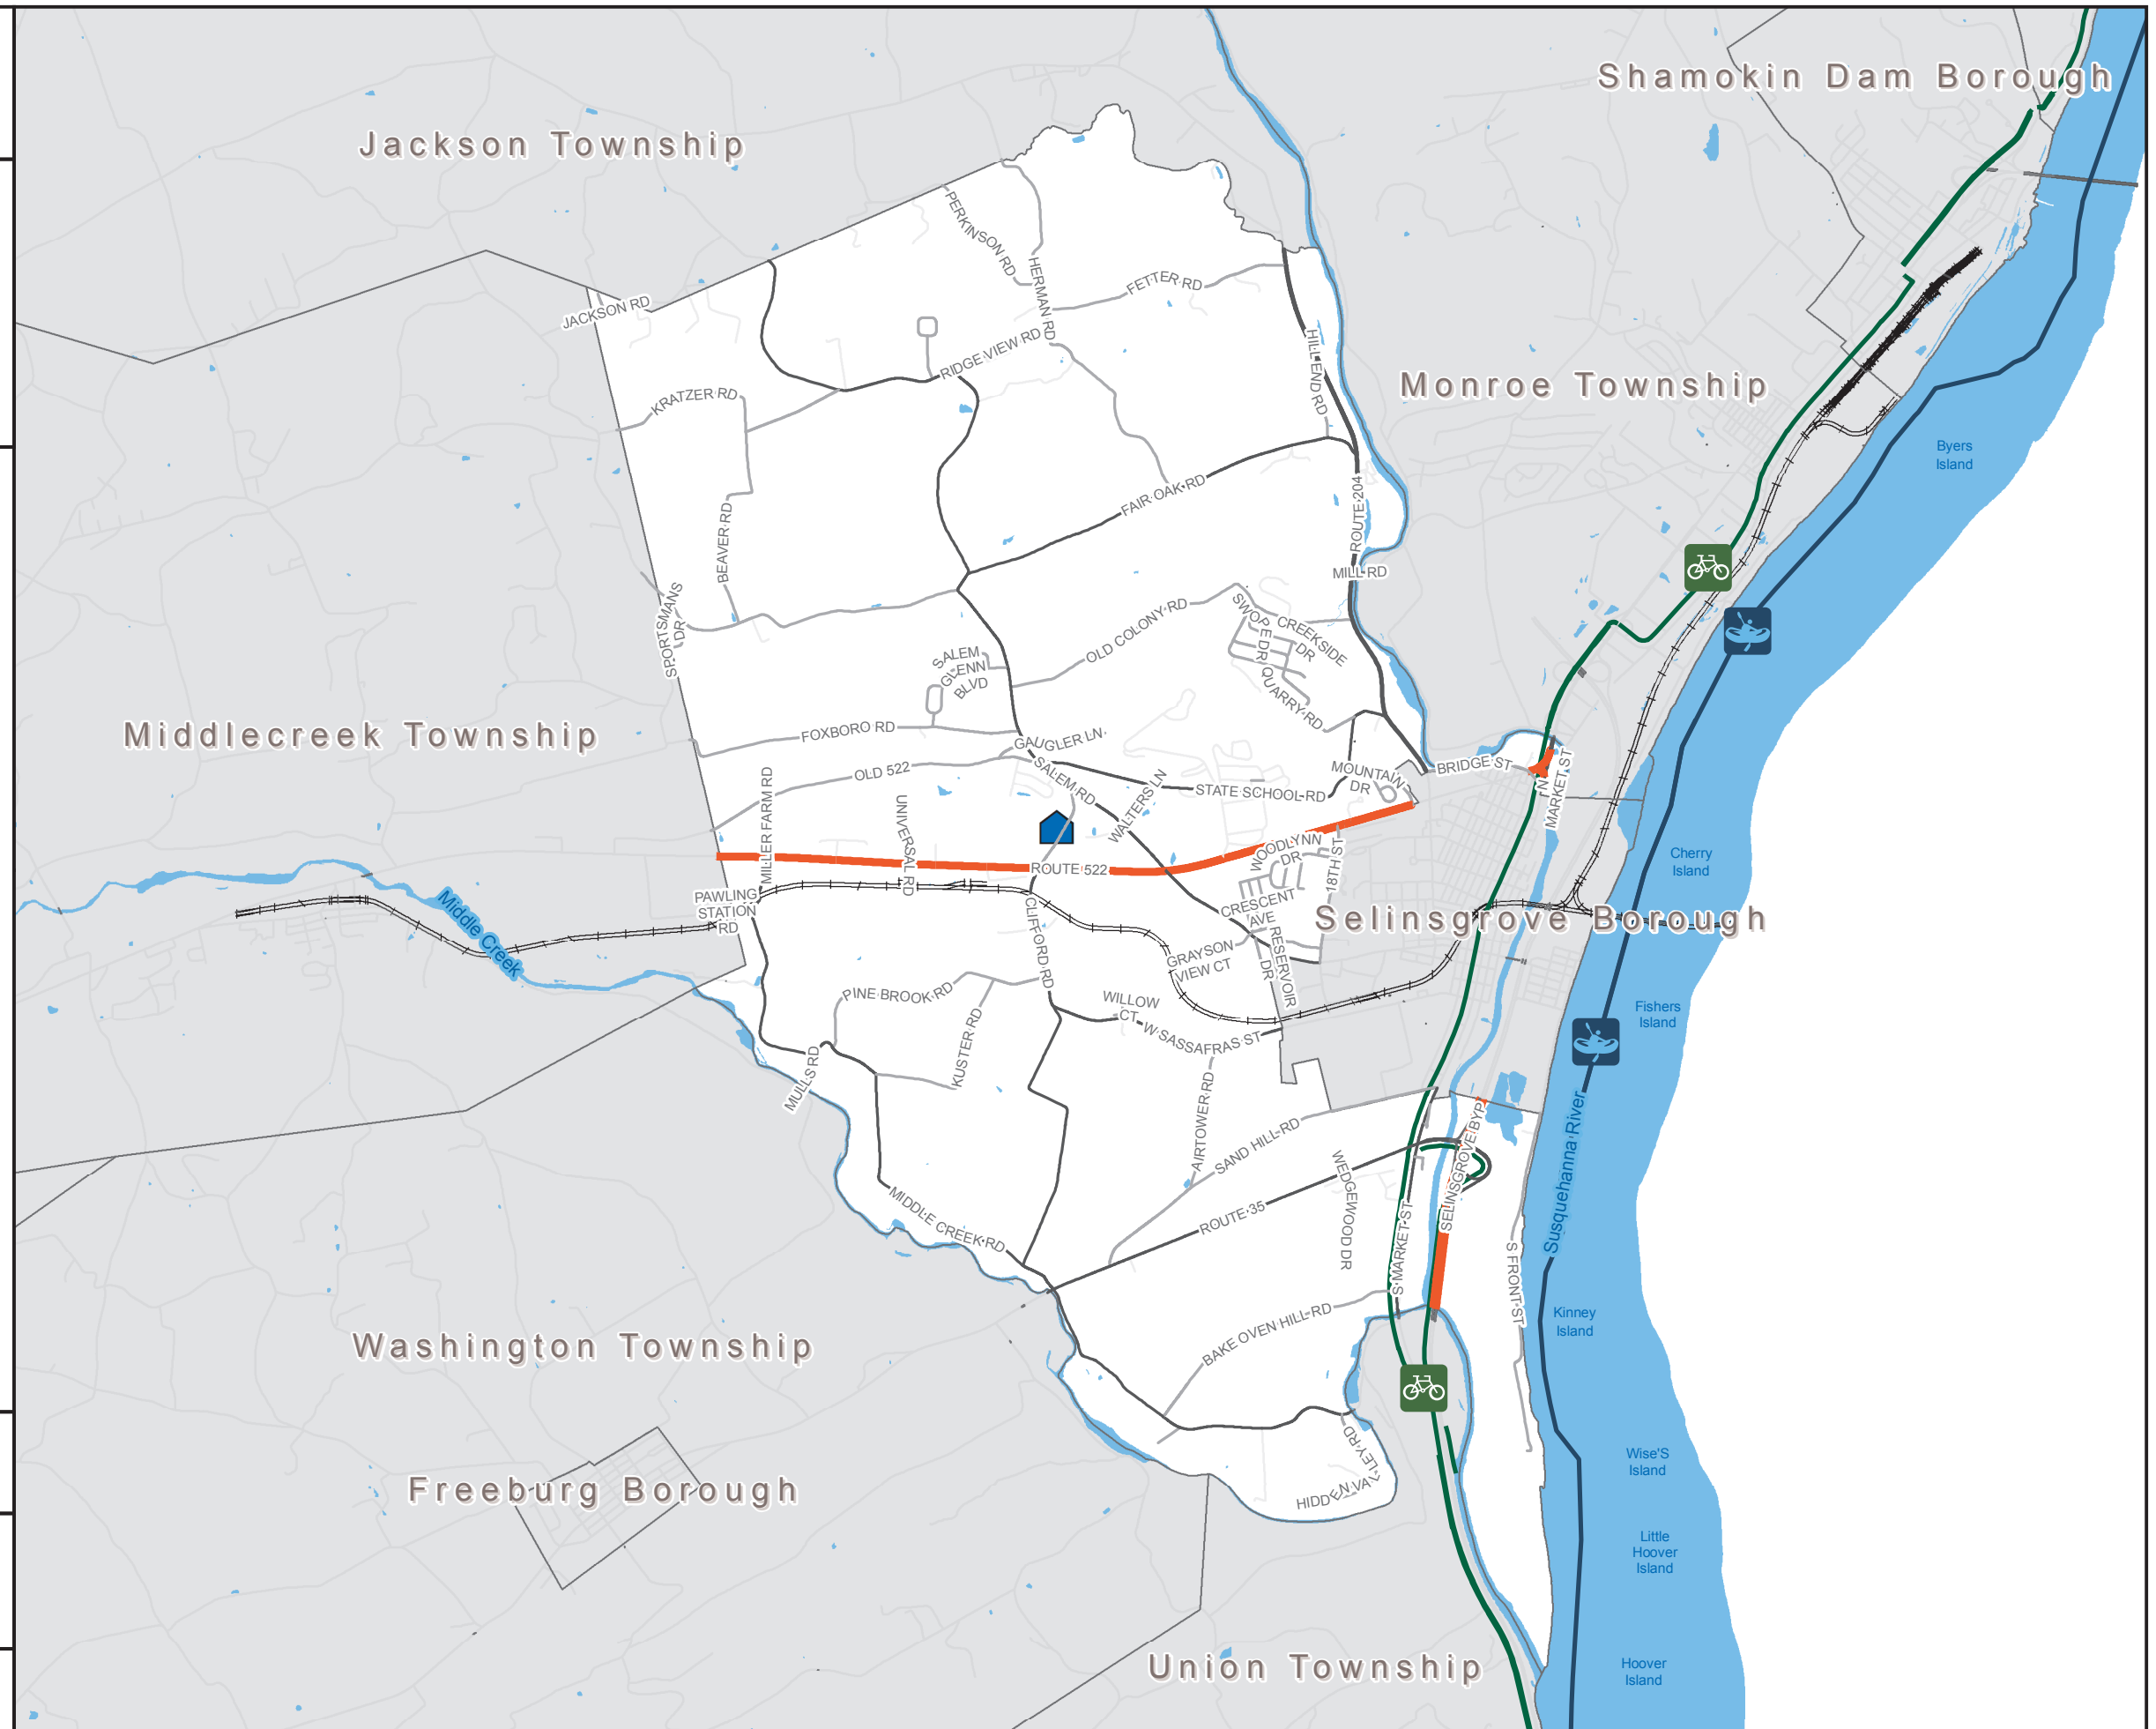 Shamokin Dam Borough
Jackson Township
PERKINSON RD
HERMAN RD
FETTER RD
JACKSON RD
RIDGE VIEW RD
HILLEND RD
Monroe Township
KRATZER RD
Byers
Island
FAIR OAK RD
ROUTE 204
BEAVER RD
MILL RD
SPORTSMANS
DR
OLD COLONY RD
SWOPE DR
CREEKSIDE
DR
SALEM
GLENN
BLVD
QUARRY RD
Middlecreek Township
FOXBORO RD
GAUGLER LN
OLD 522
SALEM RD
STATE SCHOOL RD
MOUNTAIN
DR
BRIDGE ST
N
MARKET ST
MILLER FARM RD
UNIVERSAL RD
WALTERS LN
WOODLYNN
DR
18TH ST
ROUTE 522
Cherry
Island
PAWLING
STATION
RD
Middle Creek
CLIFFORD RD
CRESCENT
AVE
Selinsgrove Borough
GRAYSON
VIEW CT
RESERVOIR
DR
PINE BROOK RD
WILLOW
CT
W SASSAFRAS ST
Fishers
Island
KUSTER RD
MULLS RD
AIRTOWER RD
SAND HILL RD
SELINSGROVE BYP
Susquehanna River
WEDGEWOOD DR
ROUTE 35
MIDDLE CREEK RD
S MARKET ST
S FRONT ST
BAKE OVEN HILL RD
Kinney
Island
Washington Township
Freeburg Borough
HIDDEN VALLEY RD
Wise'S
Island
Little
Hoover
Island
Union Township
Hoover
Island